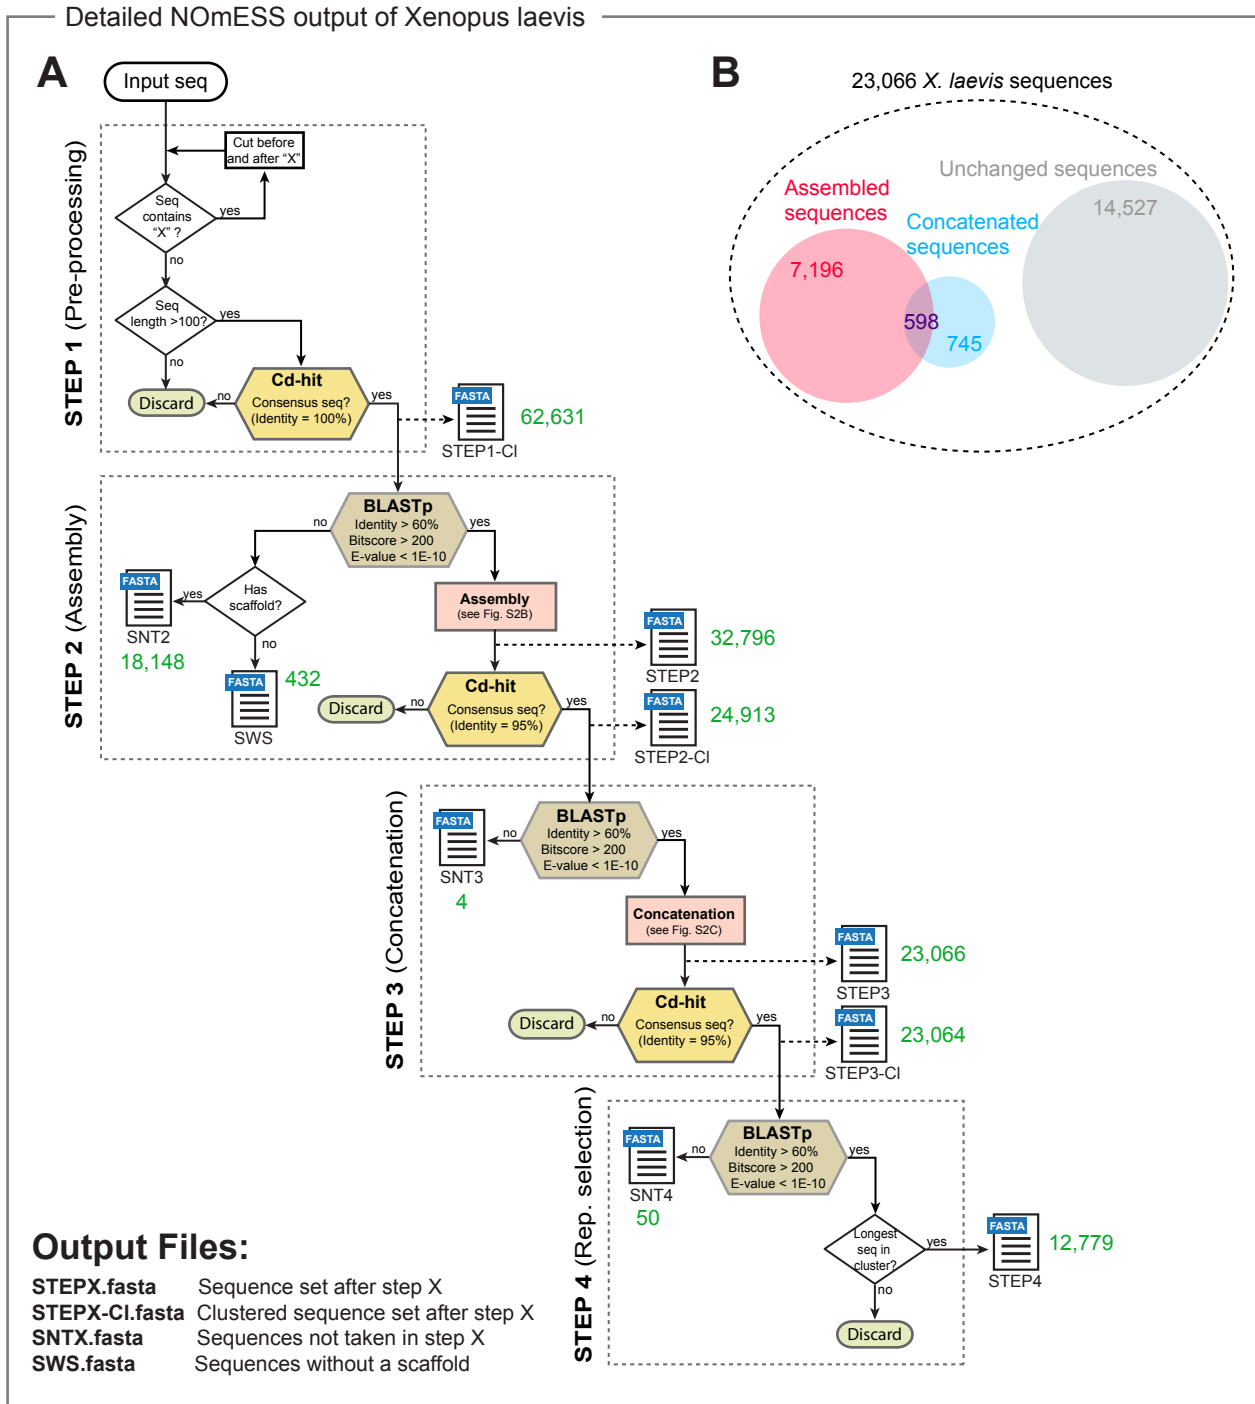 Detailed NOmESS output of Xenopus laevis
A
Input seq
STEP 1 (Pre-processing)
Cut before
and after “X”
Seq
contains
“X” ?
yes
no
Seq
length >100?
yes
no
Discard
no
Cd-hit
Consensus seq?
(Identity = 100%)
yes
FASTA
STEP1-Cl
62,631
STEP 2 (Assembly)
BLASTp
Identity > 60%
Bitscore > 200
E-value < 1E-10
no
yes
Has
scaffold?
yes
no
FASTA
SNT2
18,148
FASTA
SWS
432
Assembly
(see Fig. S2B)
FASTA
STEP2
32,796
Cd-hit
Consensus seq?
(Identity = 95%)
no
Discard
yes
FASTA
STEP2-Cl
24,913
STEP 3 (Concatenation)
BLASTp
Identity > 60%
Bitscore > 200
E-value < 1E-10
no
yes
FASTA
SNT3
4
Concatenation
(see Fig. S2C)
FASTA
STEP3
23,066
Cd-hit
Consensus seq?
(Identity = 95%)
no
Discard
yes
FASTA
STEP3-Cl
23,064
STEP 4 (Rep. selection)
BLASTp
Identity > 60%
Bitscore > 200
E-value < 1E-10
no
yes
FASTA
SNT4
50
Longest
seq in
cluster?
yes
no
FASTA
STEP4
12,779
Discard
B
23,066 X. laevis sequences
Assembled
sequences
7,196
Concatenated
sequences
598
745
Unchanged sequences
14,527
Output Files:
STEPX.fasta Sequence set after step X
STEPX-Cl.fasta Clustered sequence set after step X
SNTX.fasta Sequences not taken in step X
SWS.fasta Sequences without a scaffold